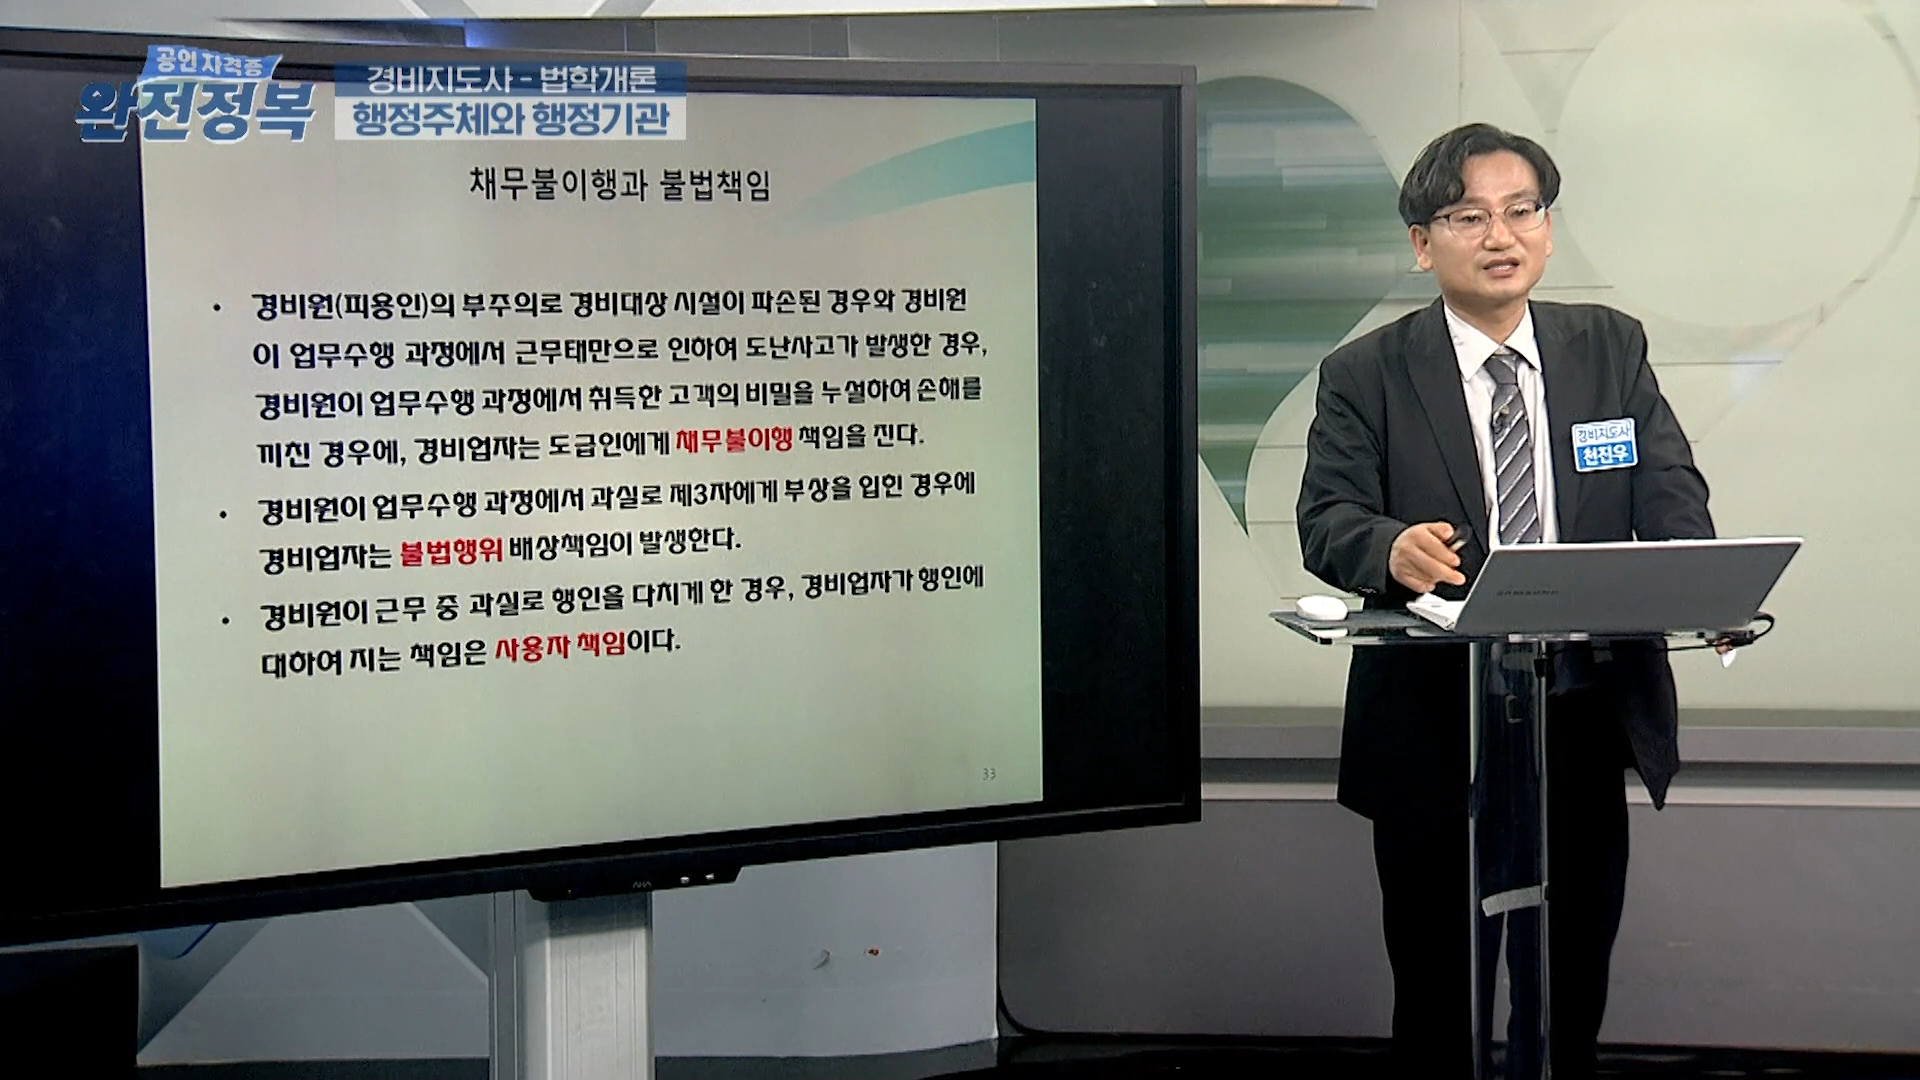 공인 자격증
완전정복
경비지도사 - 법학개론
행정주체와 행정기관
채무불이행과 불법책임
• 경비원(피용인)의 부주의로 경비대상 시설이 파손된 경우와 경비원
이 업무수행 과정에서 근무태만으로 인하여 도난사고가 발생한 경우,
경비원이 업무수행 과정에서 취득한 고객의 비밀을 누설하여 손해를
끼친 경우에, 경비업자는 도급인에게 채무불이행 책임을 진다.
• 경비원이 업무수행 과정에서 과실로 제3자에게 부상을 입힌 경우에
경비업자는 불법행위 배상책임이 발생한다.
• 경비원이 근무 중 과실로 행인을 다치게 한 경우, 경비업자가 행인에
대하여 지는 책임은 사용자 책임이다.
33
경비지도사
천진우
SAMSUNG
AHA